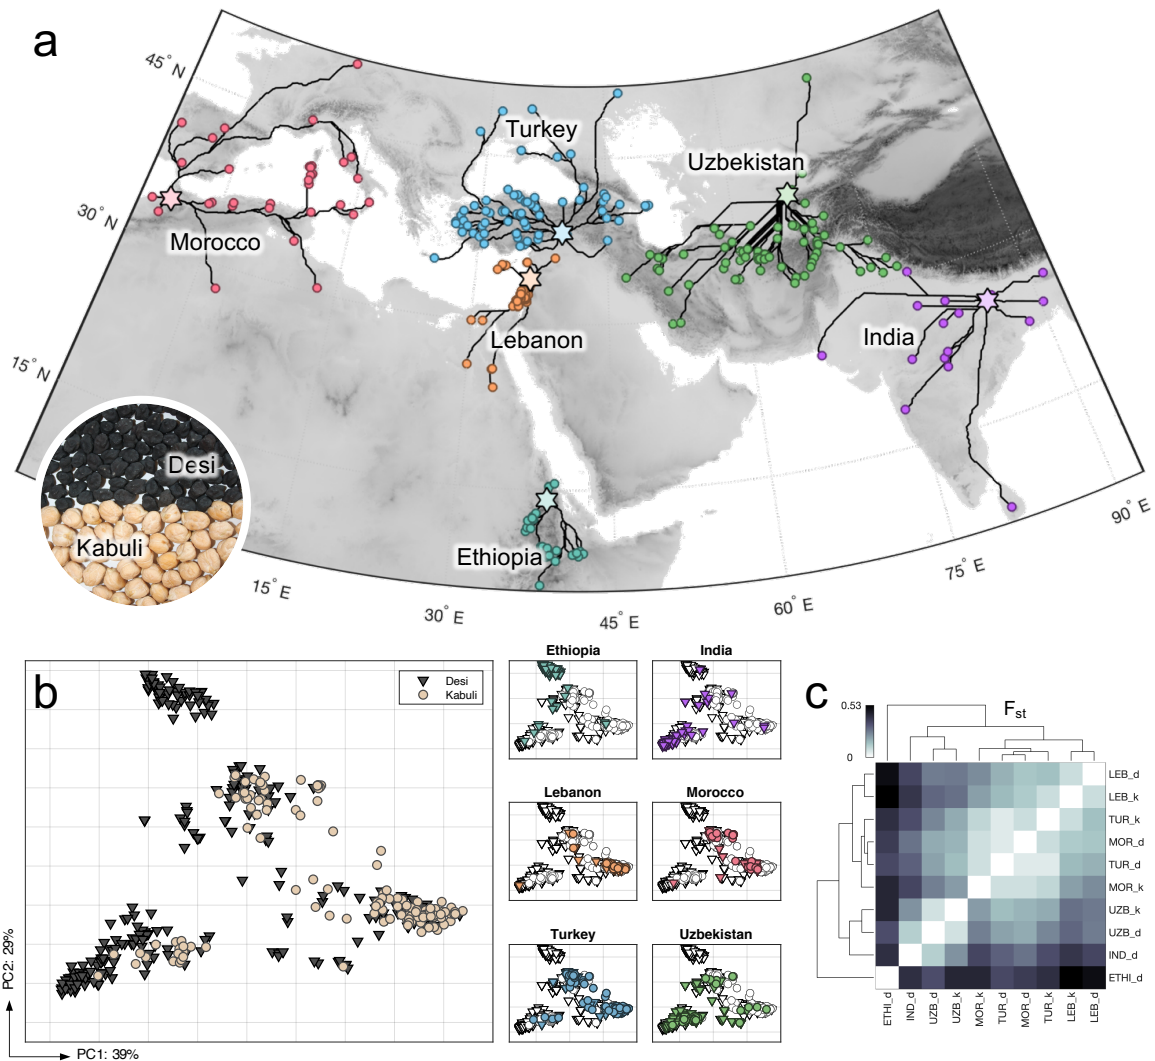 a
45° N
30° N
15° N
Turkey
Uzbekistan
Morocco
Lebanon
India
Ethiopia
Desi
Kabuli
15° E
30° E
45° E
60° E
75° E
90° E
b
Desi
Kabuli
PC2: 29%
PC1: 39%
Ethiopia
India
Lebanon
Morocco
Turkey
Uzbekistan
c
0.53
0
Fst
LEB_d
LEB_k
TUR_k
MOR_d
TUR_d
MOR_k
UZB_k
UZB_d
IND_d
ETHI_d
ETHI_d
IND_d
UZB_d
UZB_k
MOR_k
TUR_d
MOR_d
TUR_k
LEB_k
LEB_d